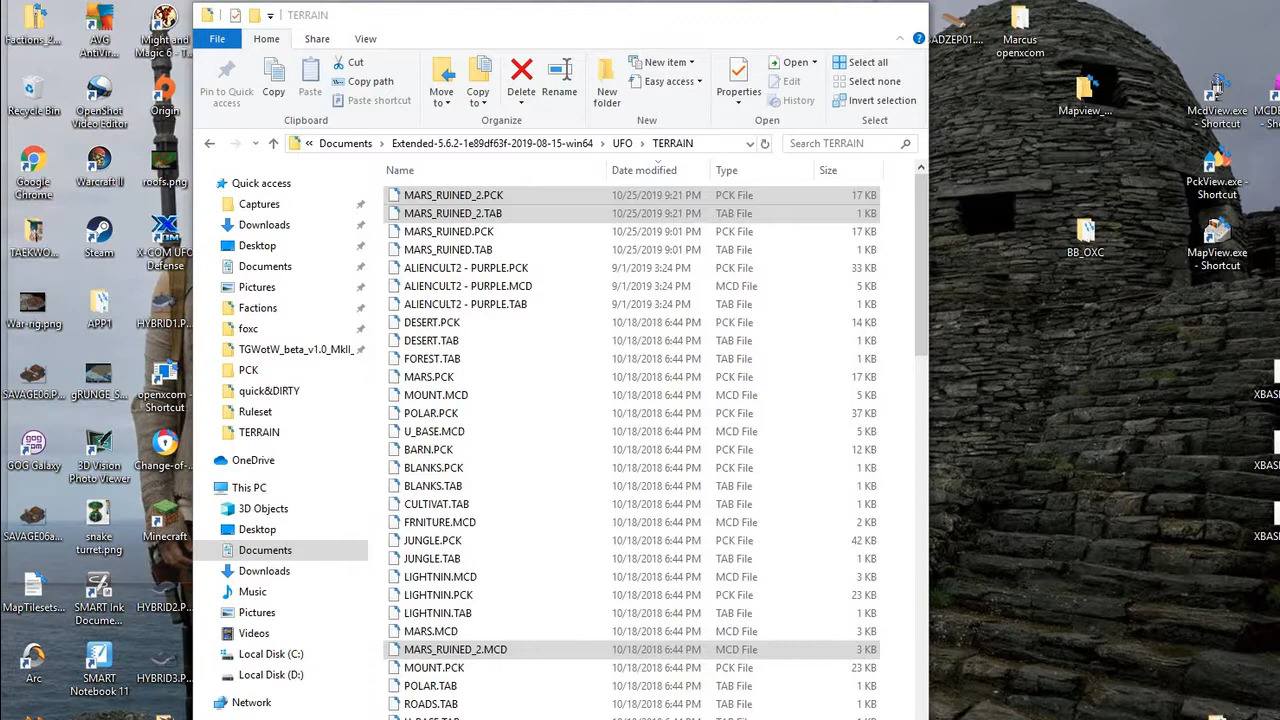 TERRAIN
File Home Share View
Pin to Quick access
Copy
Paste
Cut
Copy path
Paste shortcut
Clipboard
Move to
Copy to
Delete
Rename
Organize
New folder
New item
Easy access
New
Properties
Open
Edit
History
Open
Select all
Select none
Invert selection
Select
« Documents > Extended-5.6.2-1e89df63f-2019-08-15-win64 > UFO > TERRAIN
Search TERRAIN
Name Date modified Type Size
MARS_RUINED_2.PCK 10/25/2019 9:21 PM PCK File 17 KB
MARS_RUINED_2.TAB 10/25/2019 9:21 PM TAB File 1 KB
MARS_RUINED.PCK 10/25/2019 9:01 PM PCK File 17 KB
MARS_RUINED.TAB 10/25/2019 9:01 PM TAB File 1 KB
ALIENCULT2 - PURPLE.PCK 9/1/2019 3:24 PM PCK File 33 KB
ALIENCULT2 - PURPLE.MCD 9/1/2019 3:24 PM MCD File 5 KB
ALIENCULT2 - PURPLE.TAB 9/1/2019 3:24 PM TAB File 1 KB
DESERT.PCK 10/18/2018 6:44 PM PCK File 14 KB
DESERT.TAB 10/18/2018 6:44 PM TAB File 1 KB
FOREST.TAB 10/18/2018 6:44 PM TAB File 1 KB
MARS.PCK 10/18/2018 6:44 PM PCK File 17 KB
MOUNT.MCD 10/18/2018 6:44 PM MCD File 5 KB
POLAR.PCK 10/18/2018 6:44 PM PCK File 37 KB
U_BASE.MCD 10/18/2018 6:44 PM MCD File 5 KB
BARN.PCK 10/18/2018 6:44 PM PCK File 12 KB
BLANKS.PCK 10/18/2018 6:44 PM PCK File 1 KB
BLANKS.TAB 10/18/2018 6:44 PM TAB File 1 KB
CULTIVAT.TAB 10/18/2018 6:44 PM TAB File 1 KB
FRNITURE.MCD 10/18/2018 6:44 PM MCD File 2 KB
JUNGLE.PCK 10/18/2018 6:44 PM PCK File 42 KB
JUNGLE.TAB 10/18/2018 6:44 PM TAB File 1 KB
LIGHTNIN.MCD 10/18/2018 6:44 PM MCD File 3 KB
LIGHTNIN.PCK 10/18/2018 6:44 PM PCK File 23 KB
LIGHTNIN.TAB 10/18/2018 6:44 PM TAB File 1 KB
MARS.MCD 10/18/2018 6:44 PM MCD File 3 KB
MARS_RUINED_2.MCD 10/18/2018 6:44 PM MCD File 3 KB
MOUNT.PCK 10/18/2018 6:44 PM PCK File 23 KB
POLAR.TAB 10/18/2018 6:44 PM TAB File 1 KB
ROADS.TAB 10/18/2018 6:44 PM TAB File 1 KB
Quick access
Captures
Downloads
Desktop
Documents
Pictures
Factions
foxc
TGWotW_beta_v1.0_MkII_
PCK
quick&DIRTY
Ruleset
TERRAIN
OneDrive
This PC
3D Objects
Desktop
Documents
Downloads
Music
Pictures
Videos
Local Disk (C:)
Local Disk (D:)
Network
Factions_2...
AVG
AntiVir...
Might and
Magic 6 - T...
Recycle Bin
OpenShot
Video Editor
Origin
Google
Chrome
Warcraft II
roofs.png
TAEKWO...
Steam
X-COM UFO
Defense
War-rig.png
APP1
HYBRID1.P...
SAVAGE06.P...
gRUNGE_S...
openxcom -
Shortcut
GOG Galaxy
3D Vision
Photo Viewer
Change-of-...
SAVAGE06a...
snake
turret.png
Minecraft
MapTilesets...
SMART Ink
Docume...
HYBRID2.P...
Arc
SMART
Notebook 11
HYBRID3.P...
Marcus
openxcom
Mapview_...
McdView.exe
- Shortcut
PckView.exe -
Shortcut
BB_OXC
MapView.exe
- Shortcut